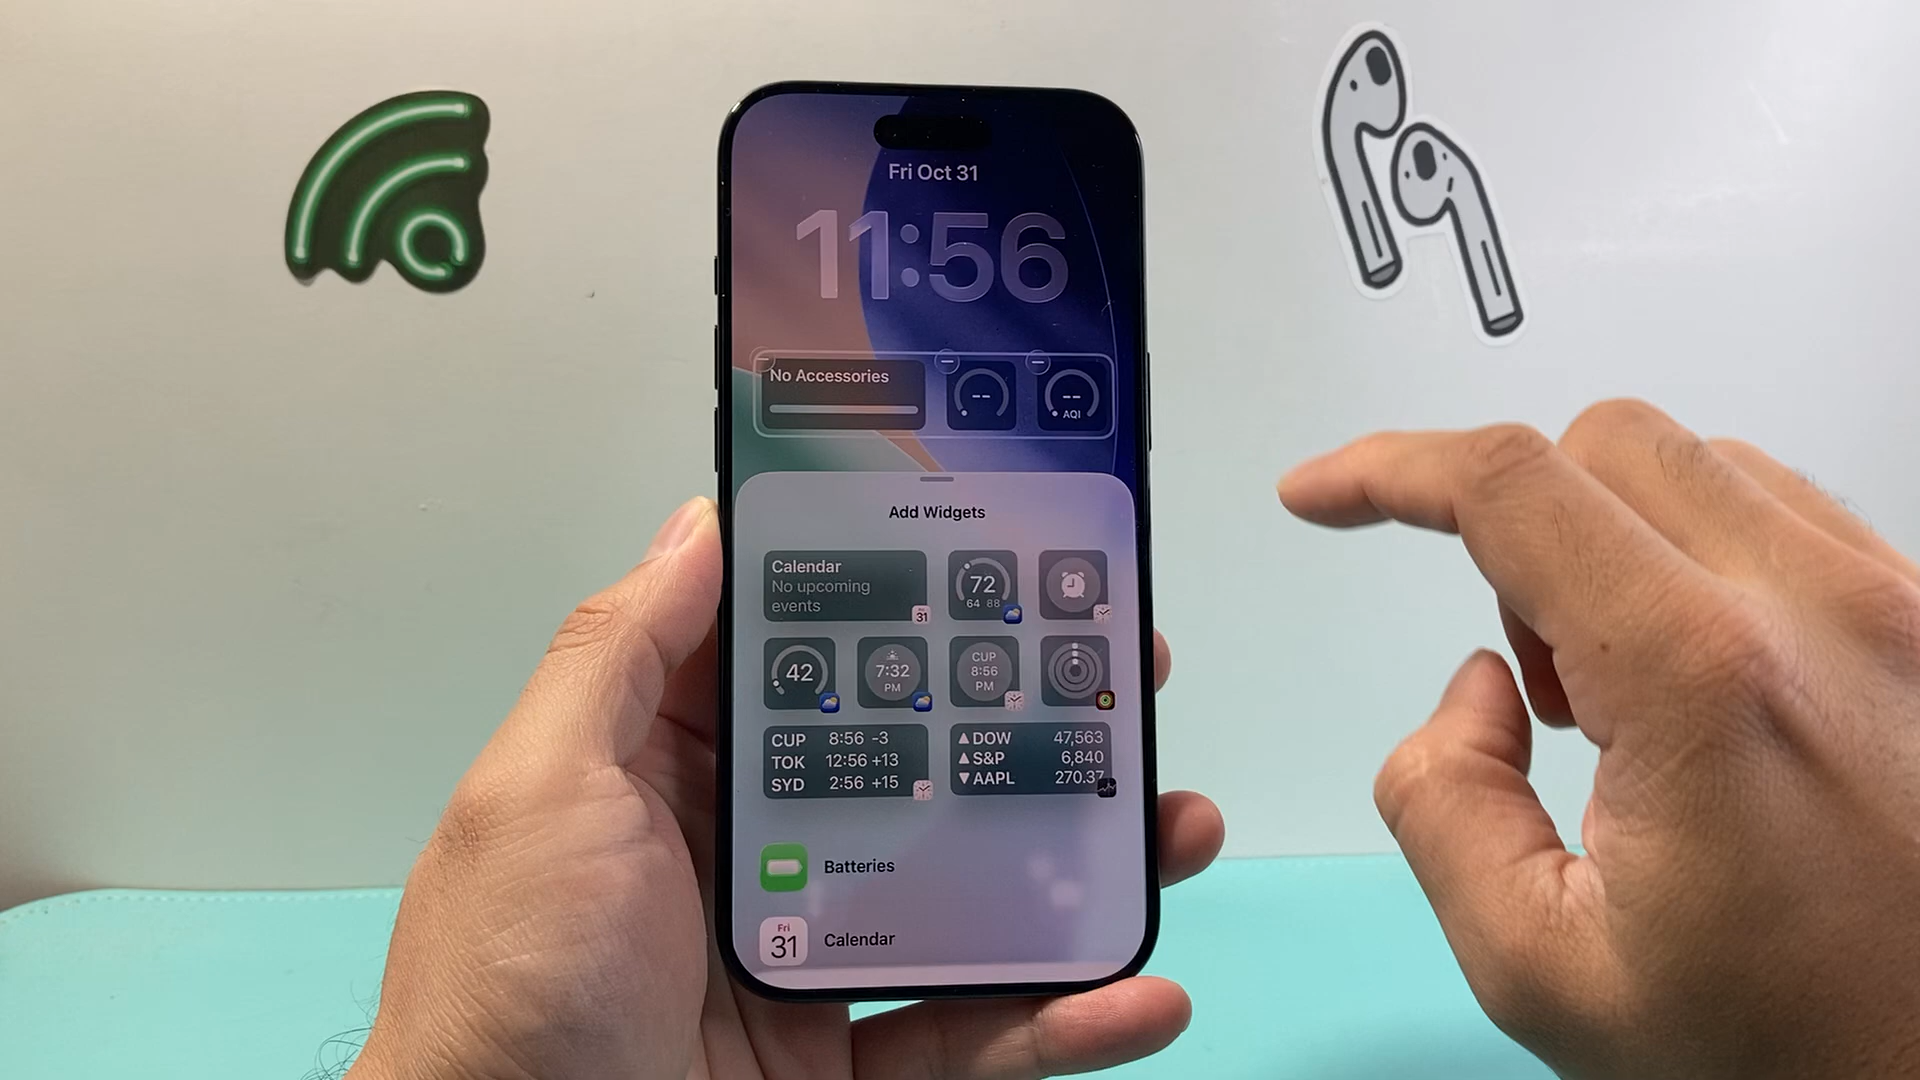 Fri Oct 31
11:56
No Accessories
--
--
AQI
Add Widgets
Calendar
No upcoming
events
31
72
64 88
42
7:32
PM
CUP
8:56
PM
CUP 8:56 -3
TOK 12:56 +13
SYD 2:56 +15
▲ DOW 47,563
▲ S&P 6,840
▼ AAPL 270.37
Batteries
Fri
31
Calendar